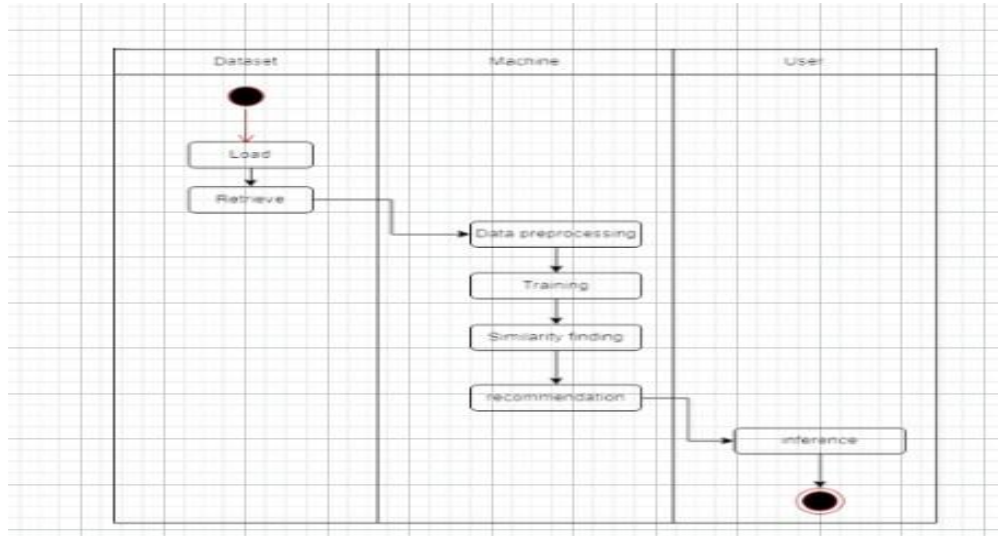 Dataset
Machine
User
Load
Retrieve
Data preprocessing
Training
Similarity finding
recommendation
inference